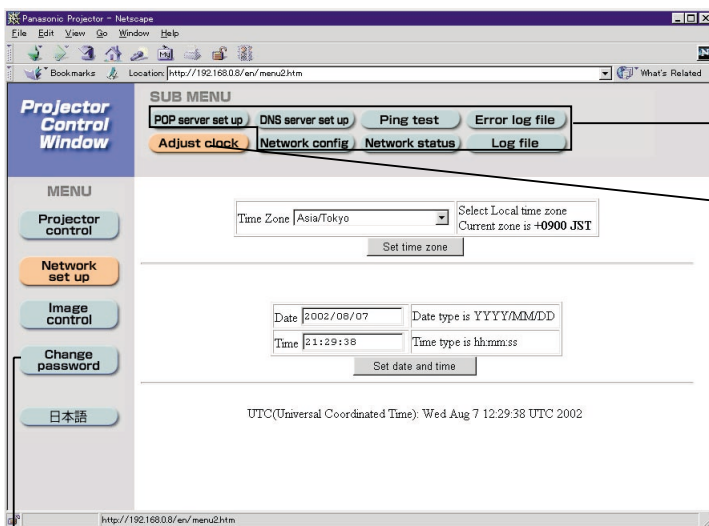 Panasonic Projector - Netscape
File Edit View Go Window Help
Bookmarks Location: http://192.168.0.8/en/menu2.htm What's Related
Projector
Control
Window
SUB MENU
POP server set up DNS server set up Ping test Error log file
Adjust clock Network config Network status Log file
MENU
Projector
control
Network
set up
Image
control
Change
password
日本語
Time Zone Asia/Tokyo Select Local time zone
Current zone is +0900 JST
Set time zone
Date 2002/08/07 Date type is YYYY/MM/DD
Time 21:29:38 Time type is hh:mm:ss
Set date and time
UTC(Universal Coordinated Time): Wed Aug 7 12:29:38 UTC 2002
http://192.168.0.8/en/menu2.htm